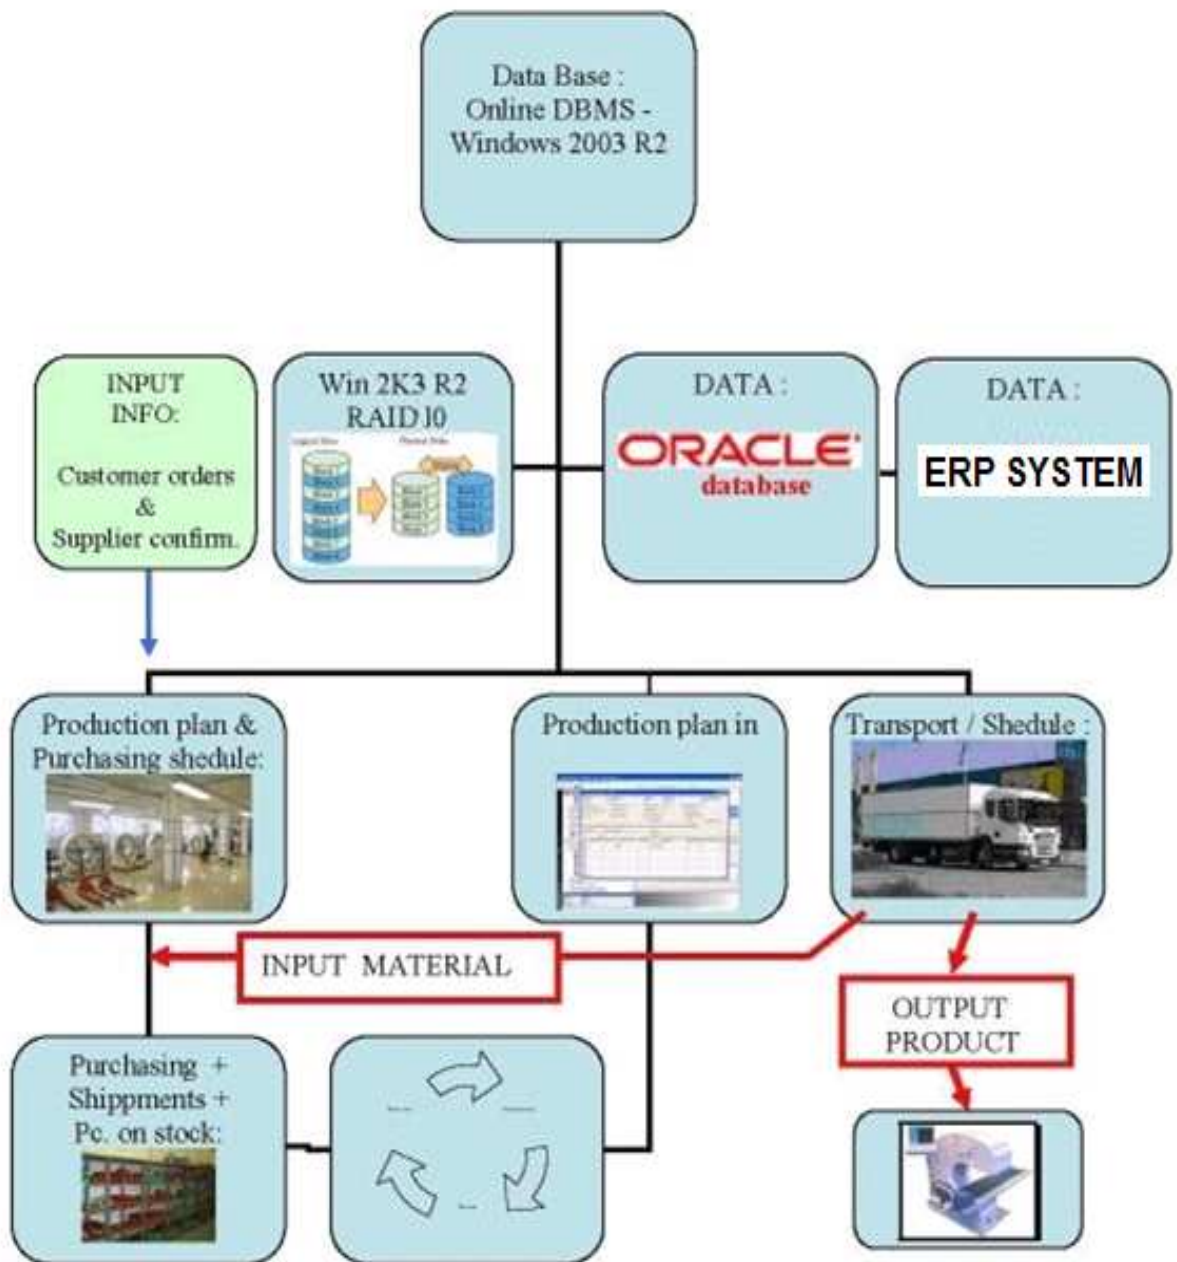 Data Base :
Online DBMS -
Windows 2003 R2
INPUT
INFO:
Customer orders
&
Supplier confirm.
Win 2K3 R2
RAID 10
DATA :
ORACLE
database
DATA :
ERP SYSTEM
Production plan &
Purchasing shedule:
Production plan in
Transport / Shedule :
INPUT MATERIAL
OUTPUT
PRODUCT
Purchasing +
Shippments +
Pc. on stock: